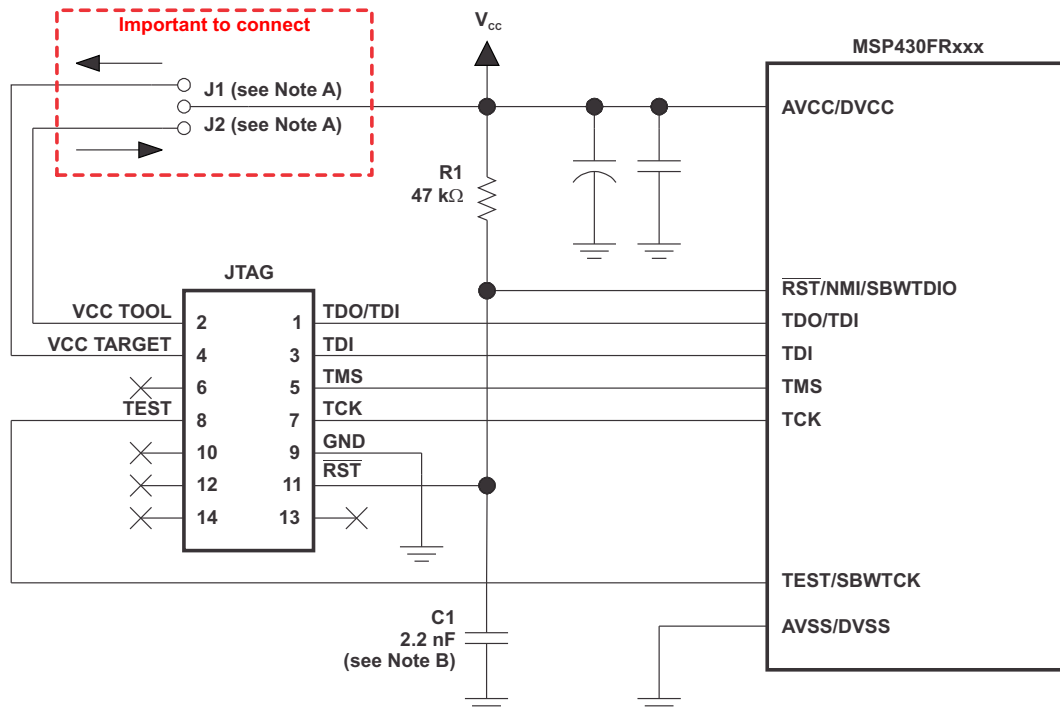 Important to connect
J1 (see Note A)
J2 (see Note A)
Vcc
MSP430FRxxx
AVCC/DVCC
R1
47 kΩ
JTAG
RST/NMI/SBWTDIO
VCC TOOL
2
1
TDO/TDI
TDO/TDI
VCC TARGET
4
3
TDI
TDI
6
5
TMS
TMS
TEST
8
7
TCK
TCK
10
9
GND
12
11
RST
14
13
TEST/SBWTCK
C1
2.2 nF
(see Note B)
AVSS/DVSS